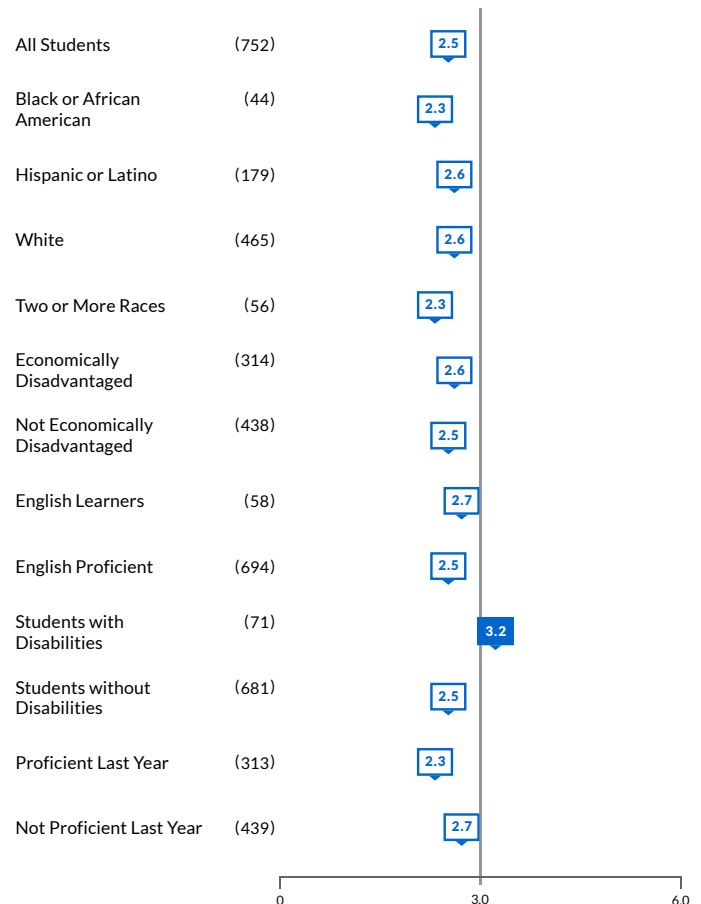 All Students (752) 2.5
Black or African (44) 2.3
American
Hispanic or Latino (179) 2.6
White (465) 2.6
Two or More Races (56) 2.3
Economically (314) 2.6
Disadvantaged
Not Economically (438) 2.5
Disadvantaged
English Learners (58) 2.7
English Proficient (694) 2.5
Students with (71) 3.2
Disabilities
Students without (681) 2.5
Disabilities
Proficient Last Year (313) 2.3
Not Proficient Last Year (439) 2.7
0 3.0 6.0